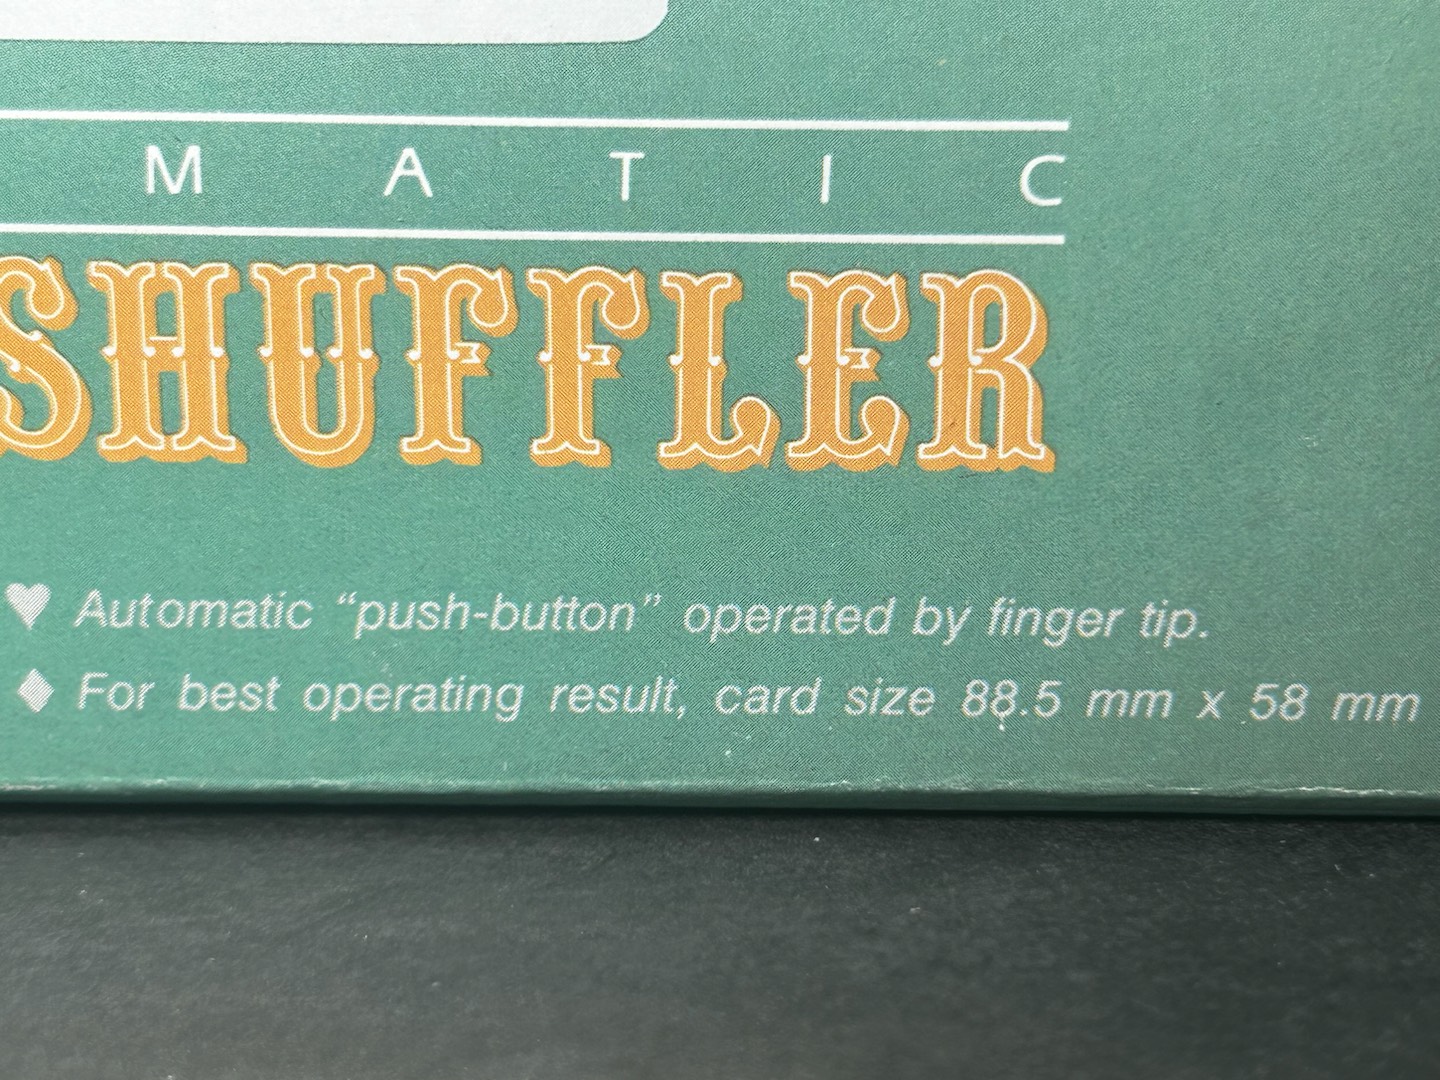 MATIC
SHUFFLER
♥ Automatic “push-button” operated by finger tip.
♦ For best operating result, card size 88.5 mm x 58 mm